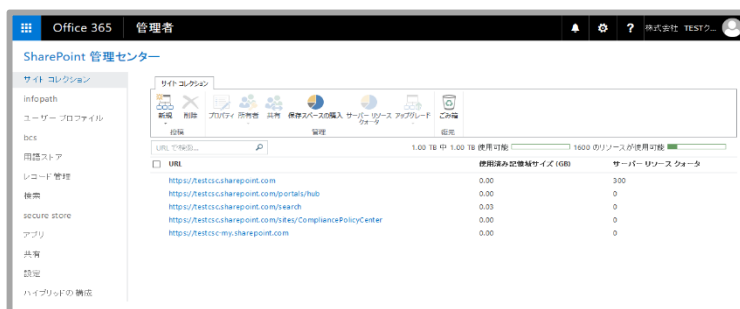 Office 365 管理者 ? 株式会社 TESTク...
SharePoint 管理センター
サイト コレクション
infopath
ユーザー プロファイル
bcs
用語ストア
レコード管理
検索
secure store
アプリ
共有
設定
ハイブリッドの構成
サイト コレクション
新規 削除 プロパティ 所有者 共有 保存スペースの購入 サーバー リソース クォータ アップグレード ごみ箱
投稿 管理 復元
URL で検索... 1.00 TB 中 1.00 TB 使用可能 1600 のリソースが使用可能
URL 使用済み記憶域サイズ (GB) サーバー リソース クォータ
https://testcsc.sharepoint.com 0.00 300
https://testcsc.sharepoint.com/portals/hub 0.00 0
https://testcsc.sharepoint.com/search 0.03 0
https://testcsc.sharepoint.com/sites/CompliancePolicyCenter 0.00 0
https://testcsc-my.sharepoint.com 0.00 0